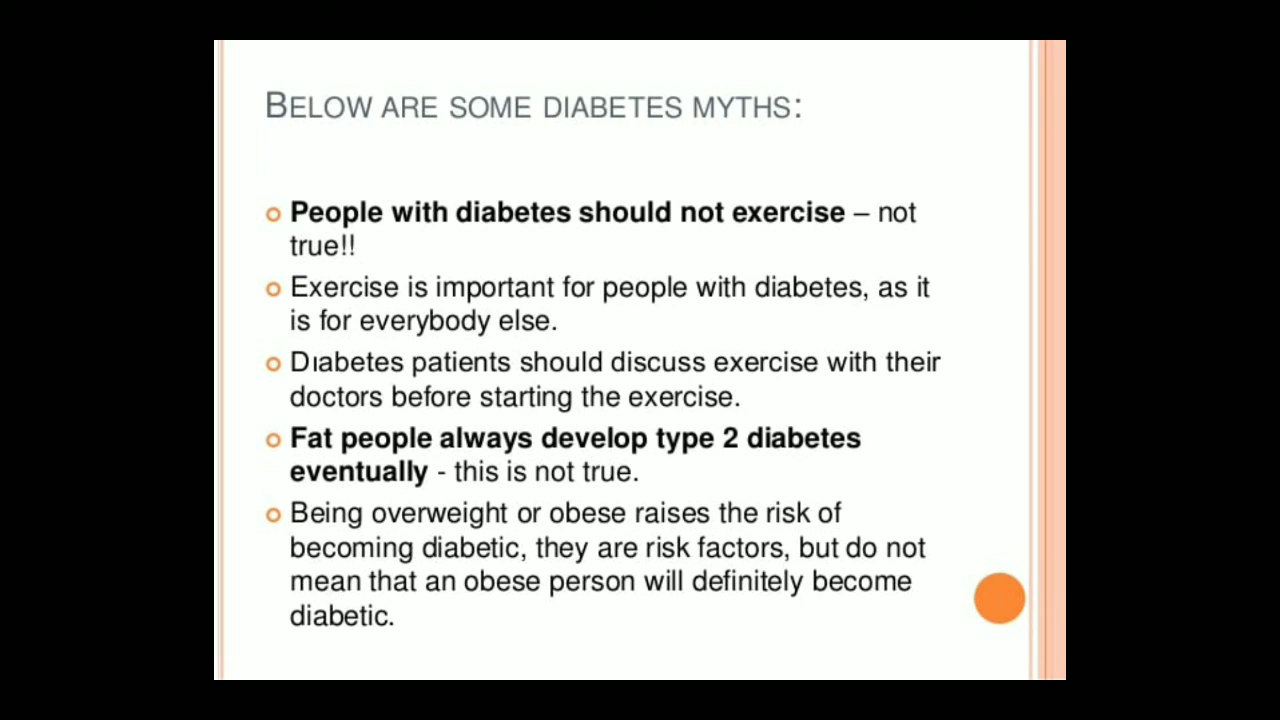 BELOW ARE SOME DIABETES MYTHS:
People with diabetes should not exercise – not
true!!
Exercise is important for people with diabetes, as it
is for everybody else.
Dıabetes patients should discuss exercise with their
doctors before starting the exercise.
Fat people always develop type 2 diabetes
eventually - this is not true.
Being overweight or obese raises the risk of
becoming diabetic, they are risk factors, but do not
mean that an obese person will definitely become
diabetic.